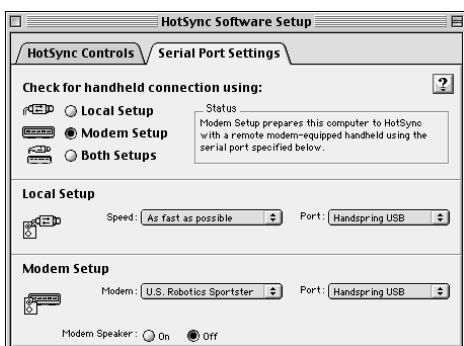 HotSync Software Setup
HotSync Controls Serial Port Settings
Check for handheld connection using:
?
Local Setup
Modem Setup
Both Setups
Status
Modem Setup prepares this computer to HotSync
with a remote modem-equipped handheld using the
serial port specified below.
Local Setup
Speed: As fast as possible Port: Handspring USB
Modem Setup
Modem: U.S. Robotics Sportster Port: Handspring USB
Modem Speaker: On Off